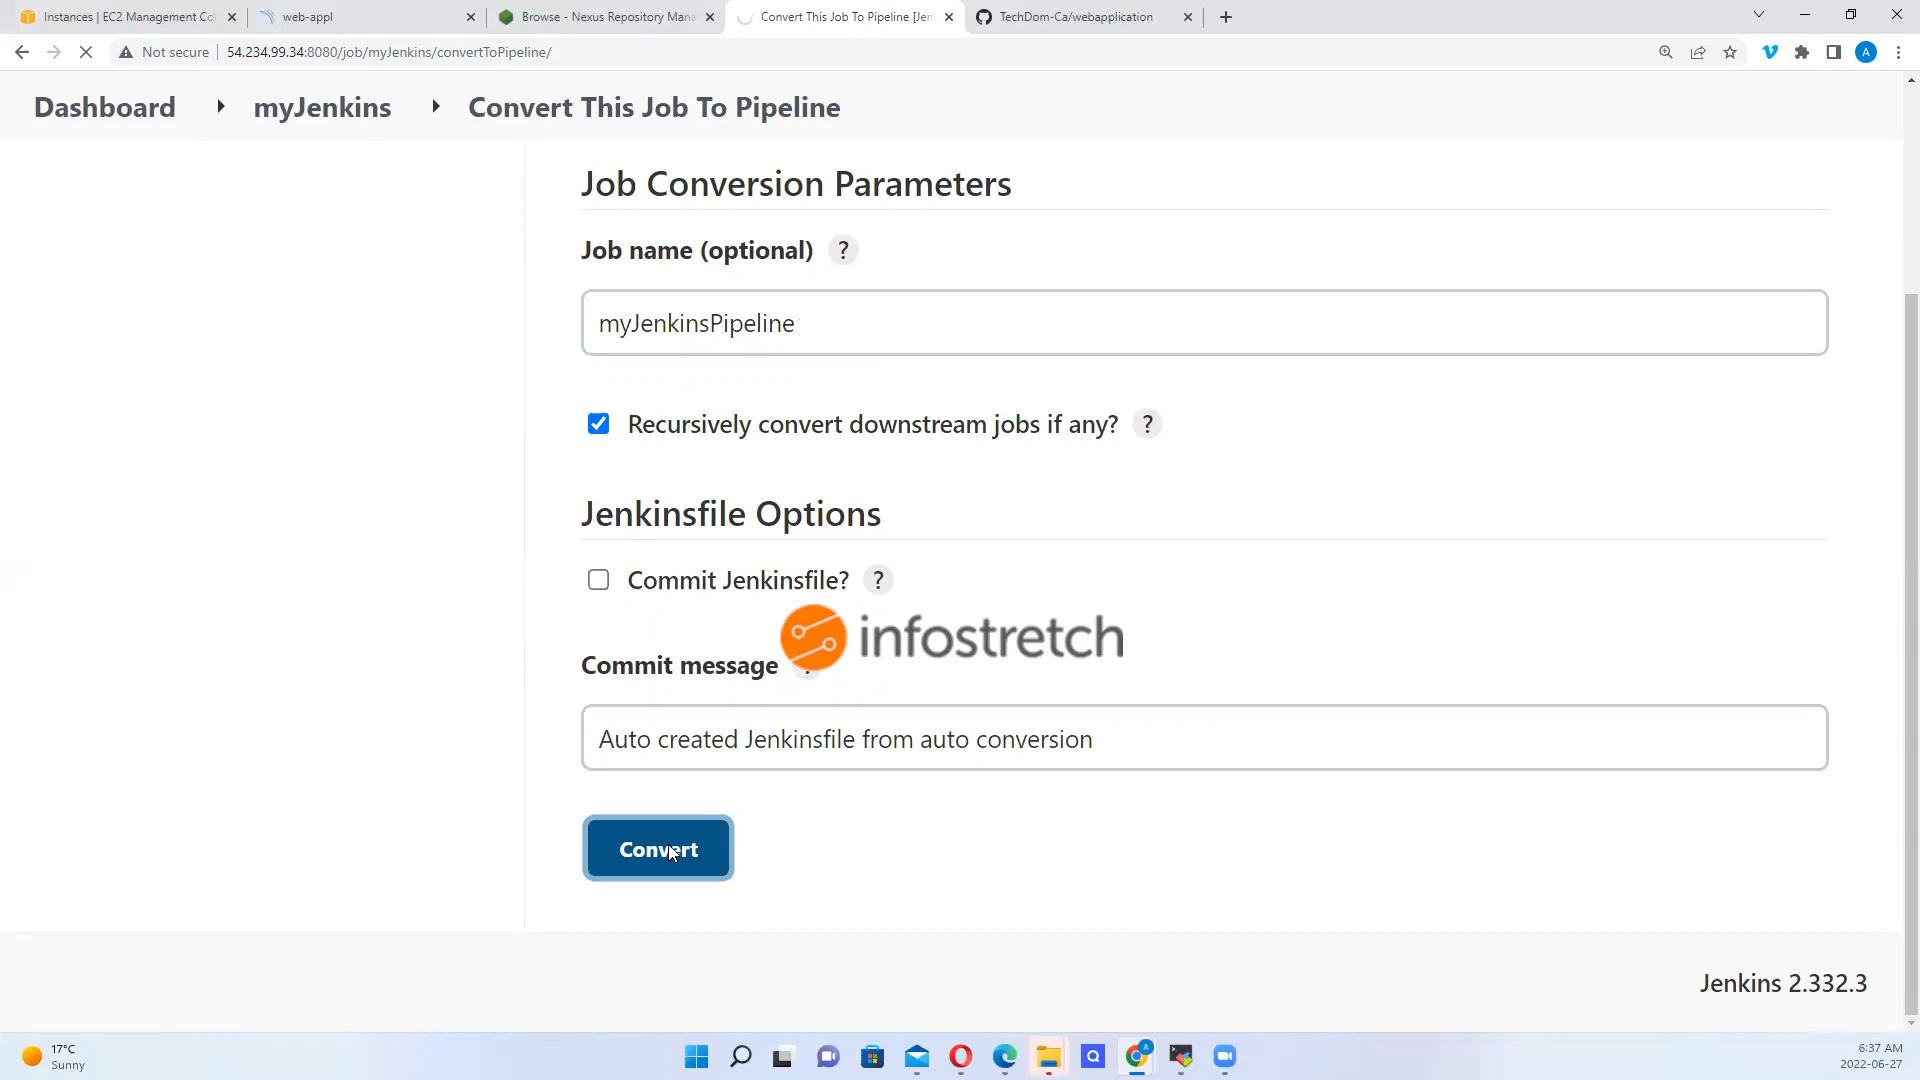 Instances | EC2 Management Co
web-appl
Browse - Nexus Repository Mana
Convert This Job To Pipeline [Jen
TechDom-Ca/webapplication
Not secure
54.234.99.34:8080/job/myJenkins/convertToPipeline/
A
Dashboard
myJenkins
Convert This Job To Pipeline
Job Conversion Parameters
Job name (optional) ?
myJenkinsPipeline
Recursively convert downstream jobs if any? ?
Jenkinsfile Options
Commit Jenkinsfile? ?
infostretch
Commit message
Auto created Jenkinsfile from auto conversion
Convert
Jenkins 2.332.3
17°C
Sunny
6:37 AM
2022-06-27